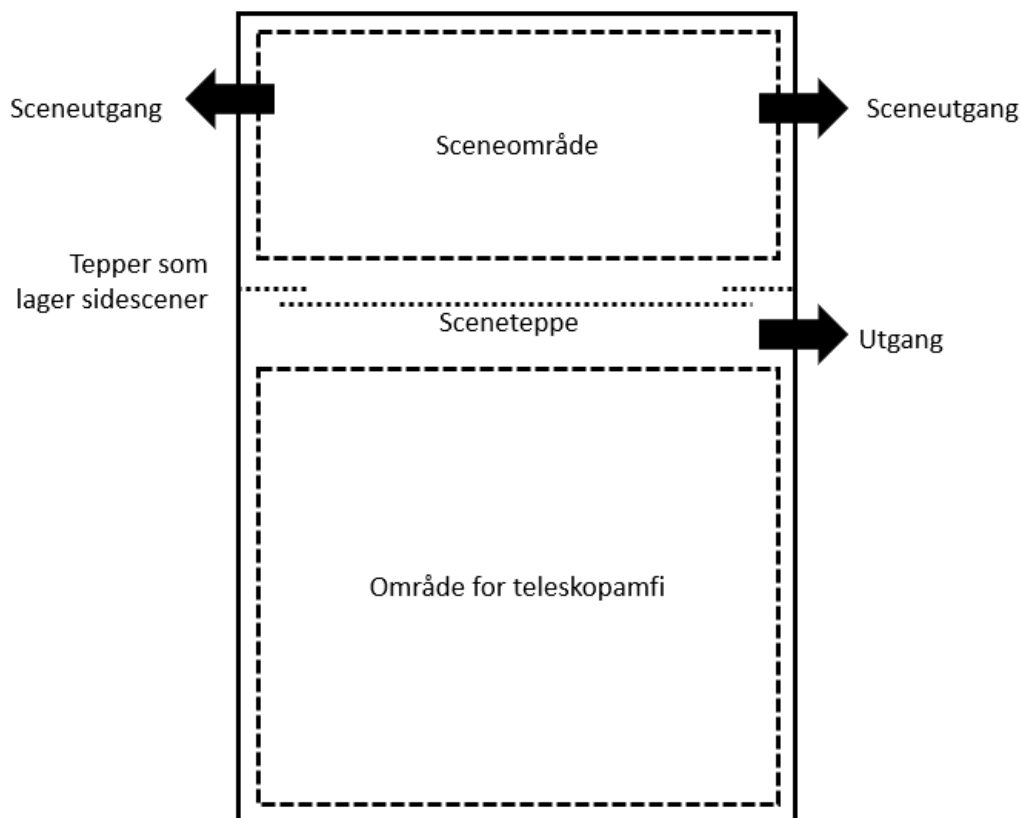 Sceneutgang
Sceneutgang
Sceneområde
Tepper som
lager sidescener
Sceneteppe
Utgang
Område for teleskopamfi